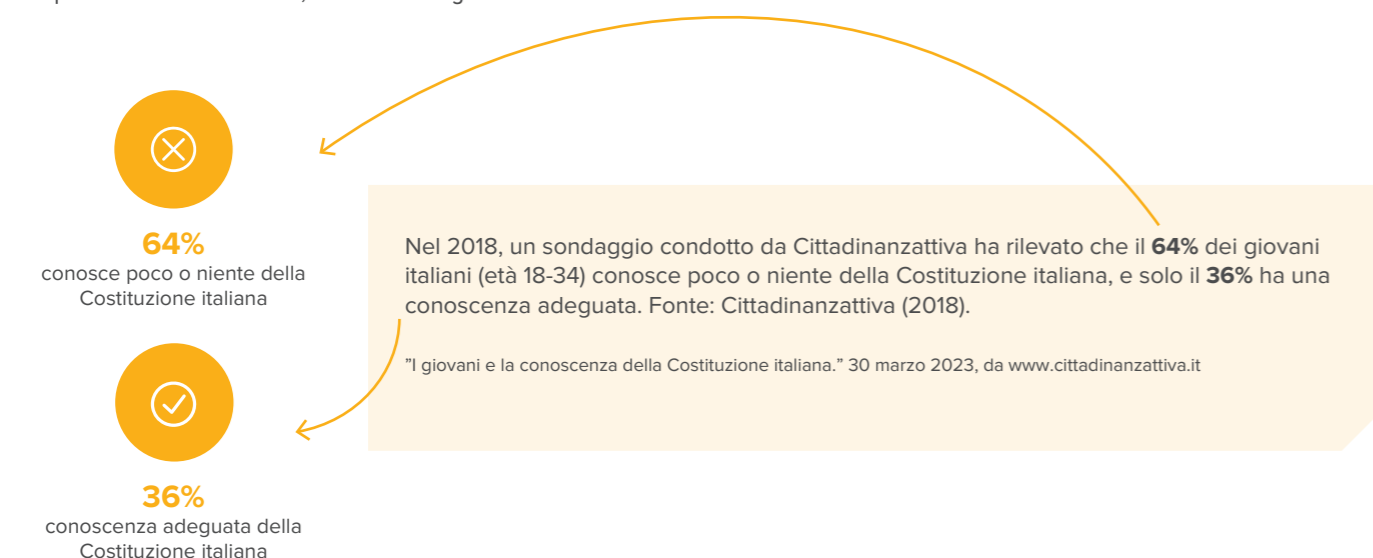 64%
conosce poco o niente della
Costituzione italiana
36%
conoscenza adeguata della
Costituzione italiana
Nel 2018, un sondaggio condotto da Cittadinanzattiva ha rilevato che il 64% dei giovani
italiani (età 18-34) conosce poco o niente della Costituzione italiana, e solo il 36% ha una
conoscenza adeguata. Fonte: Cittadinanzattiva (2018).
"I giovani e la conoscenza della Costituzione italiana." 30 marzo 2023, da www.cittadinanzattiva.it